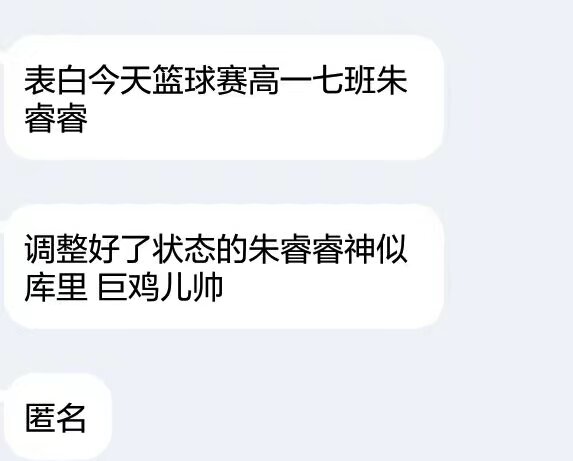 表白今天篮球赛高一七班朱
睿睿
调整好了状态的朱睿睿神似
库里 巨鸡儿帅
匿名